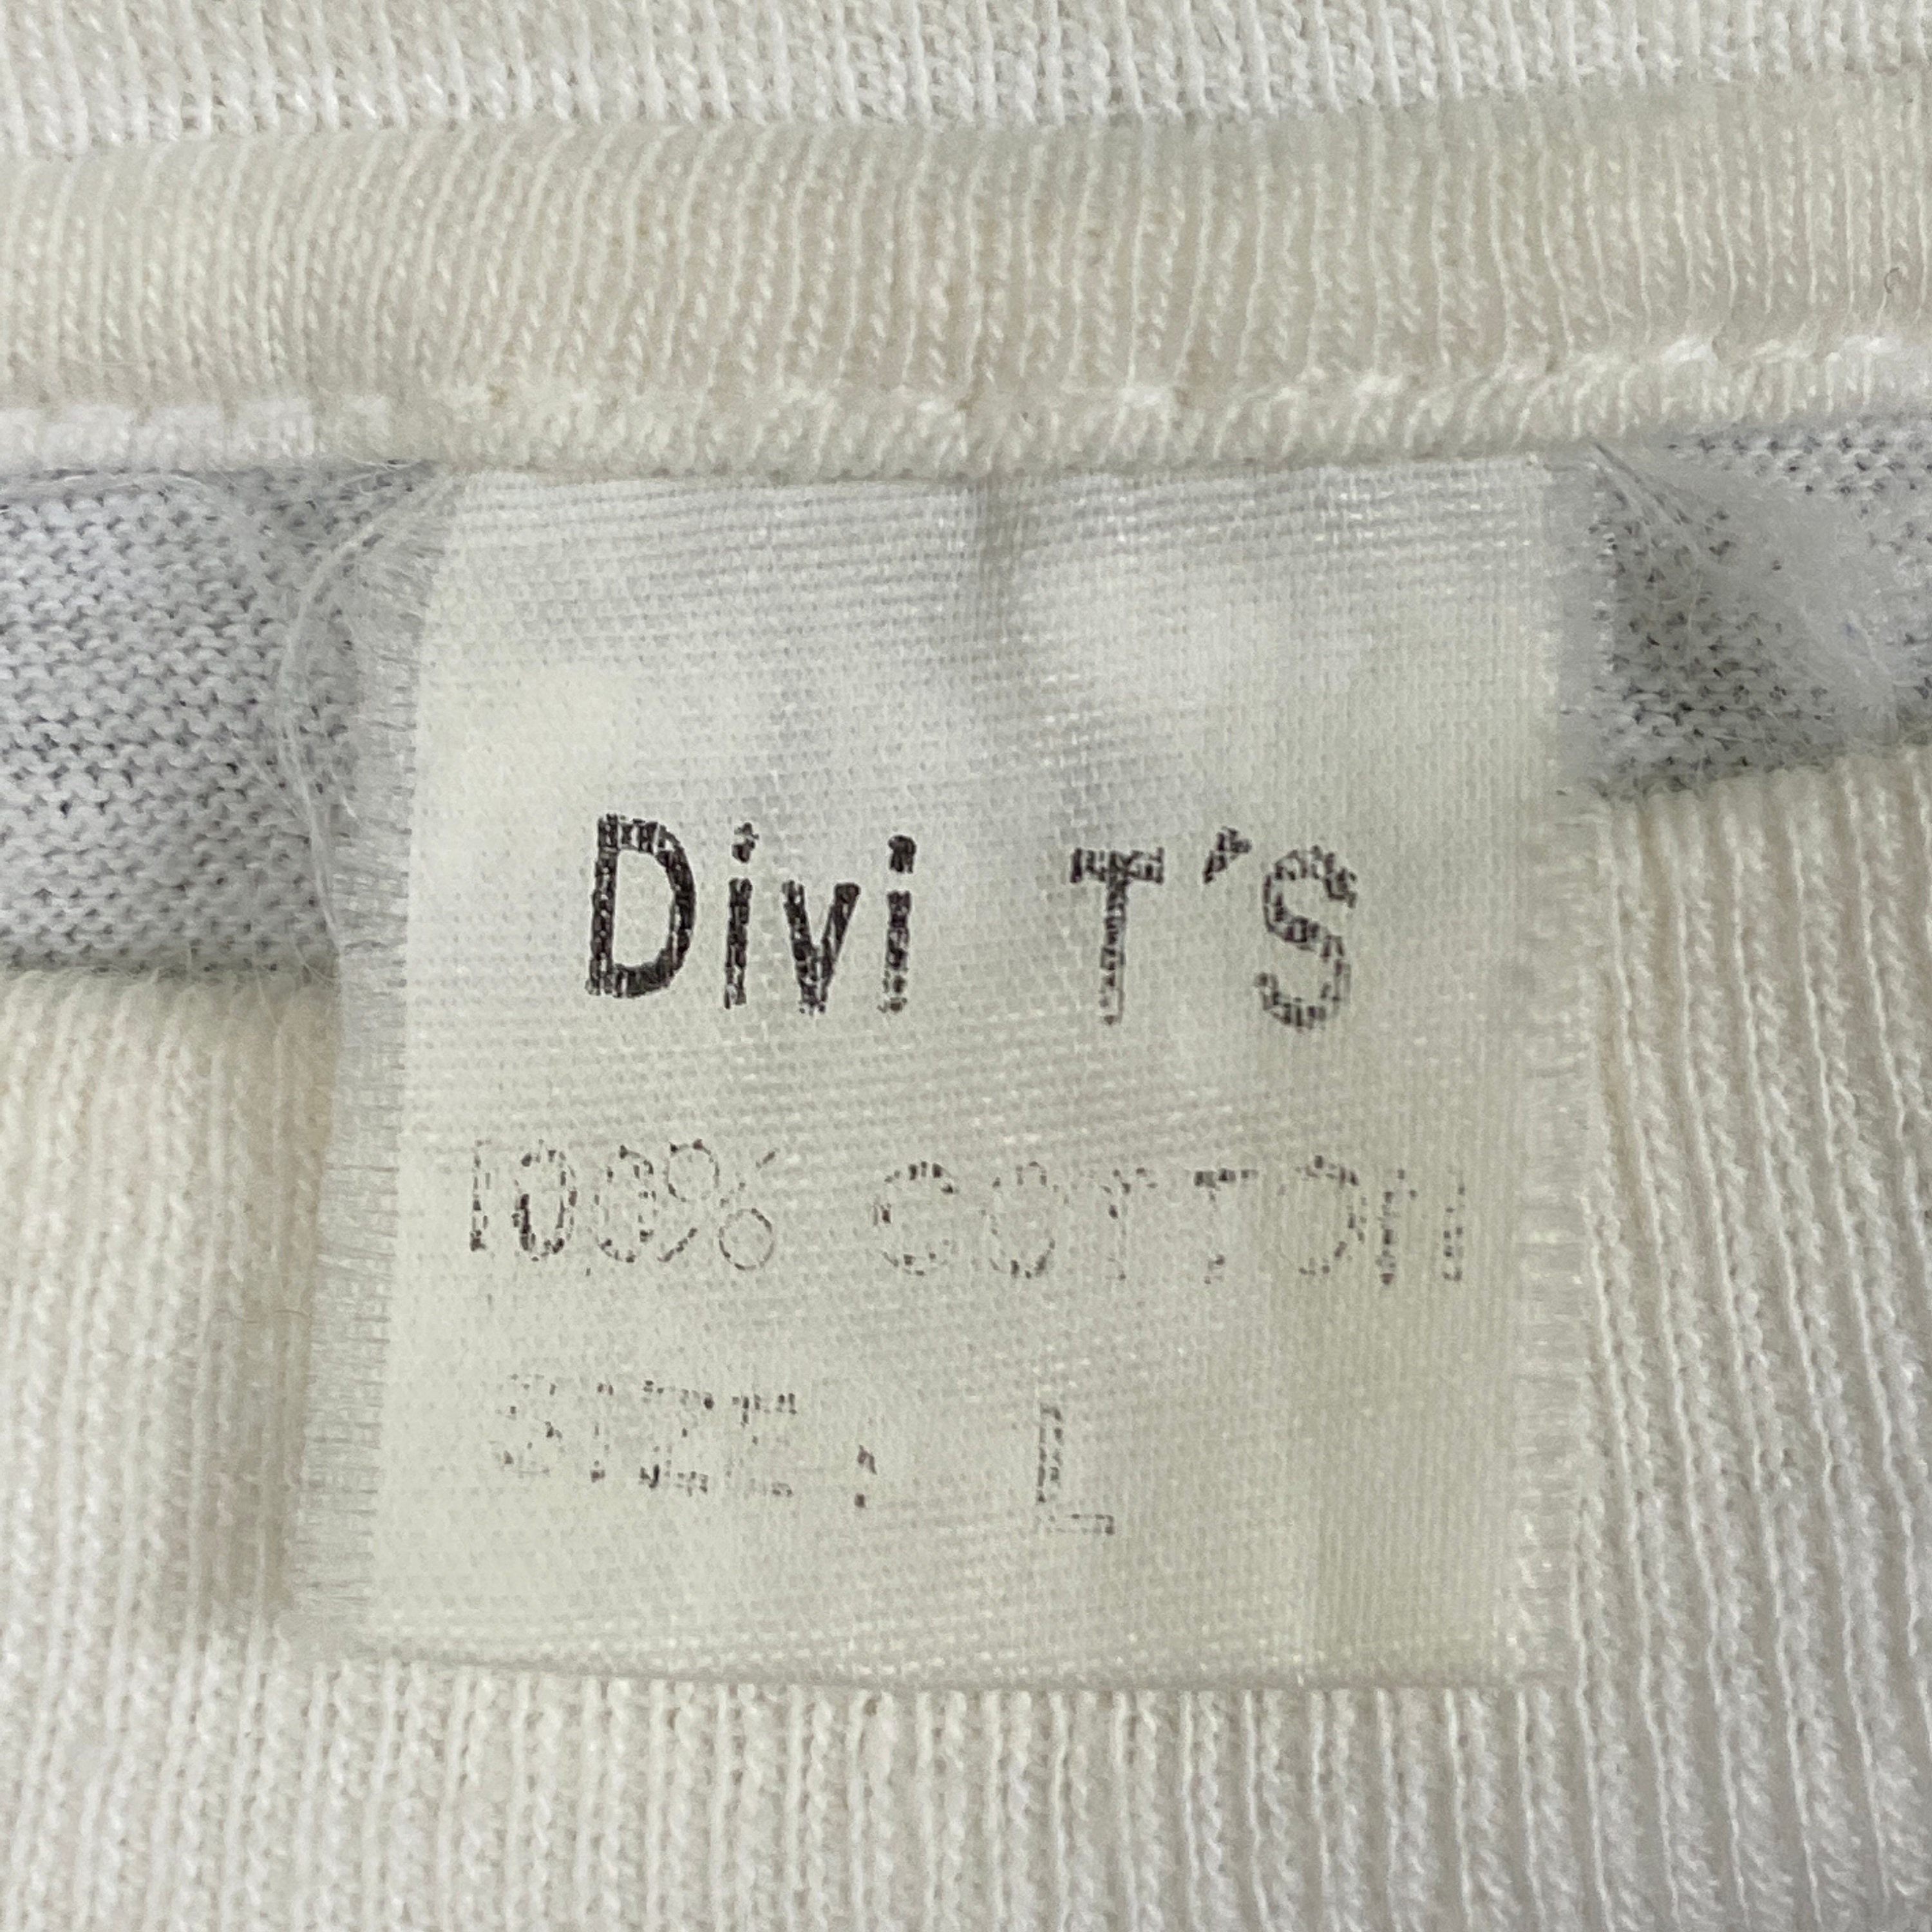 Divi T'S
100% COTTON
SIZE: L